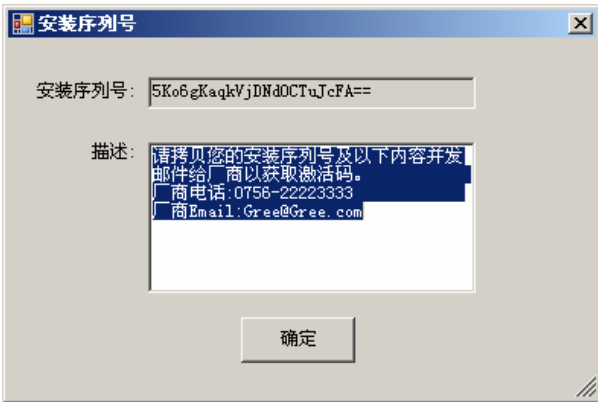 安装序列号
安装序列号: 5Ko6gKaqkVjDNdOCTuJcFA==
描述: 请拷贝您的安装序列号及以下内容并发
邮件给厂商以获取激活码。
厂商电话:0756-22223333
厂商Email:Gree@Gree.com
确定